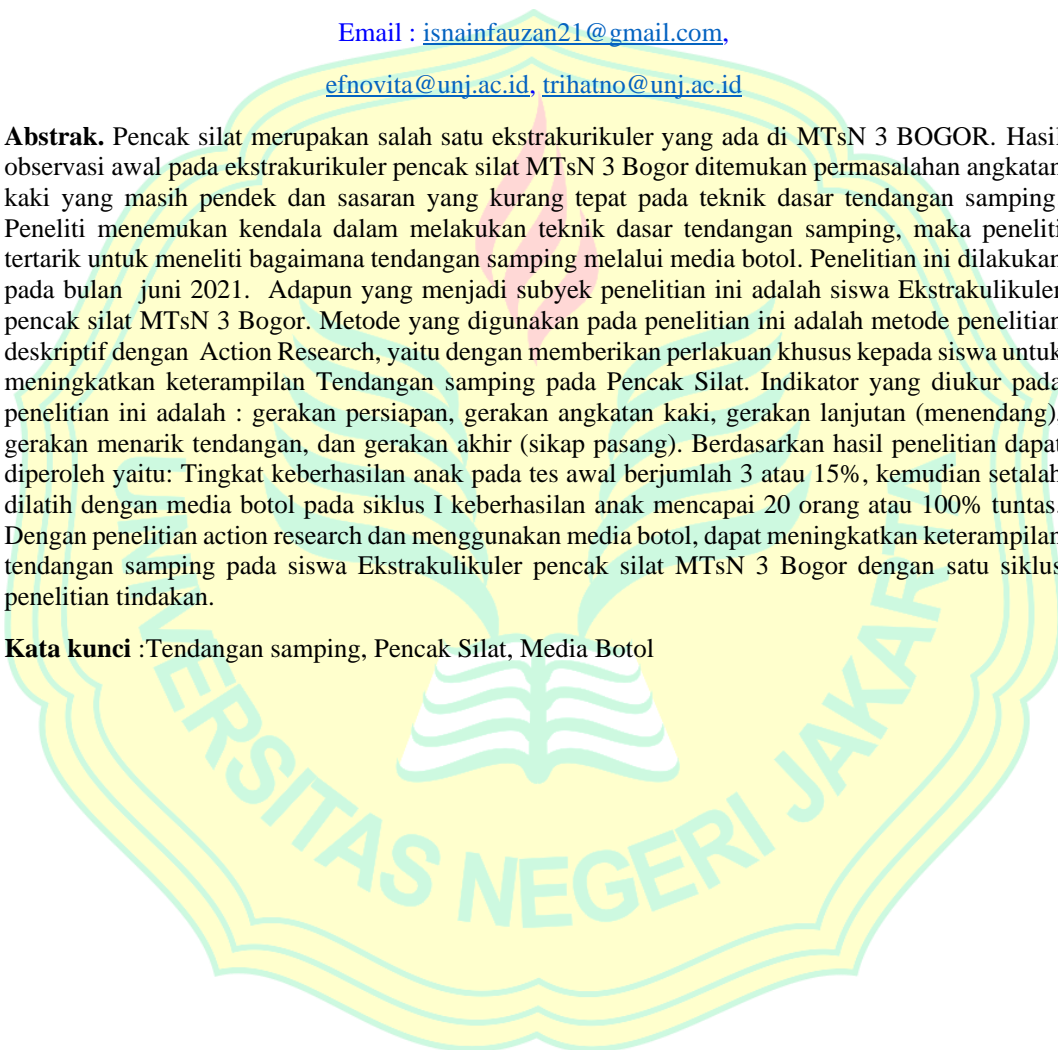 Email : isnainfauzan21@gmail.com,
efnovita@unj.ac.id, trihatno@unj.ac.id
Abstrak. Pencak silat merupakan salah satu ekstrakurikuler yang ada di MTsN 3 BOGOR. Hasil
observasi awal pada ekstrakurikuler pencak silat MTsN 3 Bogor ditemukan permasalahan angkatan
kaki yang masih pendek dan sasaran yang kurang tepat pada teknik dasar tendangan samping.
Peneliti menemukan kendala dalam melakukan teknik dasar tendangan samping, maka peneliti
tertarik untuk meneliti bagaimana tendangan samping melalui media botol. Penelitian ini dilakukan
pada bulan juni 2021. Adapun yang menjadi subyek penelitian ini adalah siswa Ekstrakulikuler
pencak silat MTsN 3 Bogor. Metode yang digunakan pada penelitian ini adalah metode penelitian
deskriptif dengan Action Research, yaitu dengan memberikan perlakuan khusus kepada siswa untuk
meningkatkan keterampilan Tendangan samping pada Pencak Silat. Indikator yang diukur pada
penelitian ini adalah : gerakan persiapan, gerakan angkatan kaki, gerakan lanjutan (menendang),
gerakan menarik tendangan, dan gerakan akhir (sikap pasang). Berdasarkan hasil penelitian dapat
diperoleh yaitu: Tingkat keberhasilan anak pada tes awal berjumlah 3 atau 15%, kemudian setalah
dilatih dengan media botol pada siklus I keberhasilan anak mencapai 20 orang atau 100% tuntas.
Dengan penelitian action research dan menggunakan media botol, dapat meningkatkan keterampilan
tendangan samping pada siswa Ekstrakulikuler pencak silat MTsN 3 Bogor dengan satu siklus
penelitian tindakan.
Kata kunci :Tendangan samping, Pencak Silat, Media Botol
UNIVERSITAS NEGERI JAKARTA